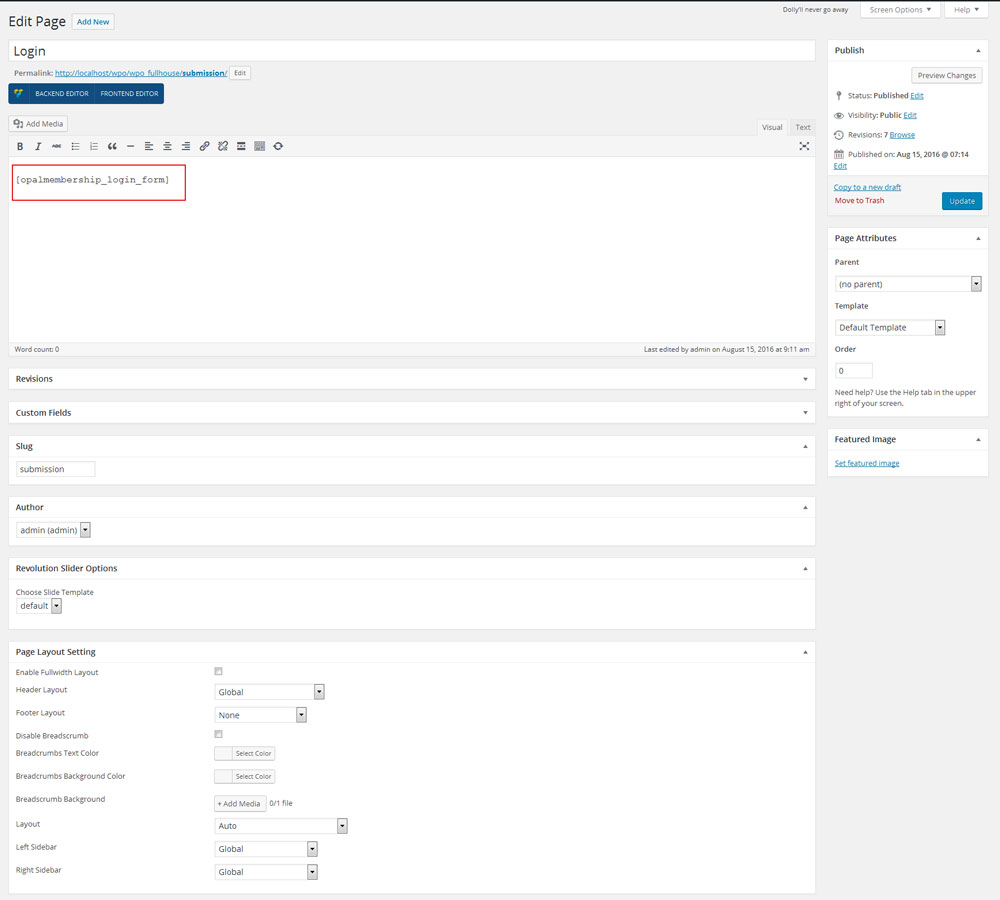 Dolly'll never go away
Screen Options
Help
Edit Page
Add New
Login
Permalink: http://localhost/wpo/wpo_fullhouse/submission/ Edit
BACKEND EDITOR
FRONTEND EDITOR
Add Media
Visual
Text
B I ABC
[opalmembership_login_form]
Word count: 0
Last edited by admin on August 15, 2016 at 9:11 am
Revisions
Custom Fields
Slug
submission
Author
admin (admin)
Revolution Slider Options
Choose Slide Template
default
Page Layout Setting
Enable Fullwidth Layout
Header Layout
Global
Footer Layout
None
Disable Breadscrumb
Breadcrumbs Text Color
Select Color
Breadcrumbs Background Color
Select Color
Breadscrumb Background
+ Add Media 0/1 file
Layout
Auto
Left Sidebar
Global
Right Sidebar
Global
Publish
Preview Changes
Status: Published Edit
Visibility: Public Edit
Revisions: 7 Browse
Published on: Aug 15, 2016 @ 07:14
Edit
Copy to a new draft
Move to Trash
Update
Page Attributes
Parent
(no parent)
Template
Default Template
Order
0
Need help? Use the Help tab in the upper
right of your screen.
Featured Image
Set featured image